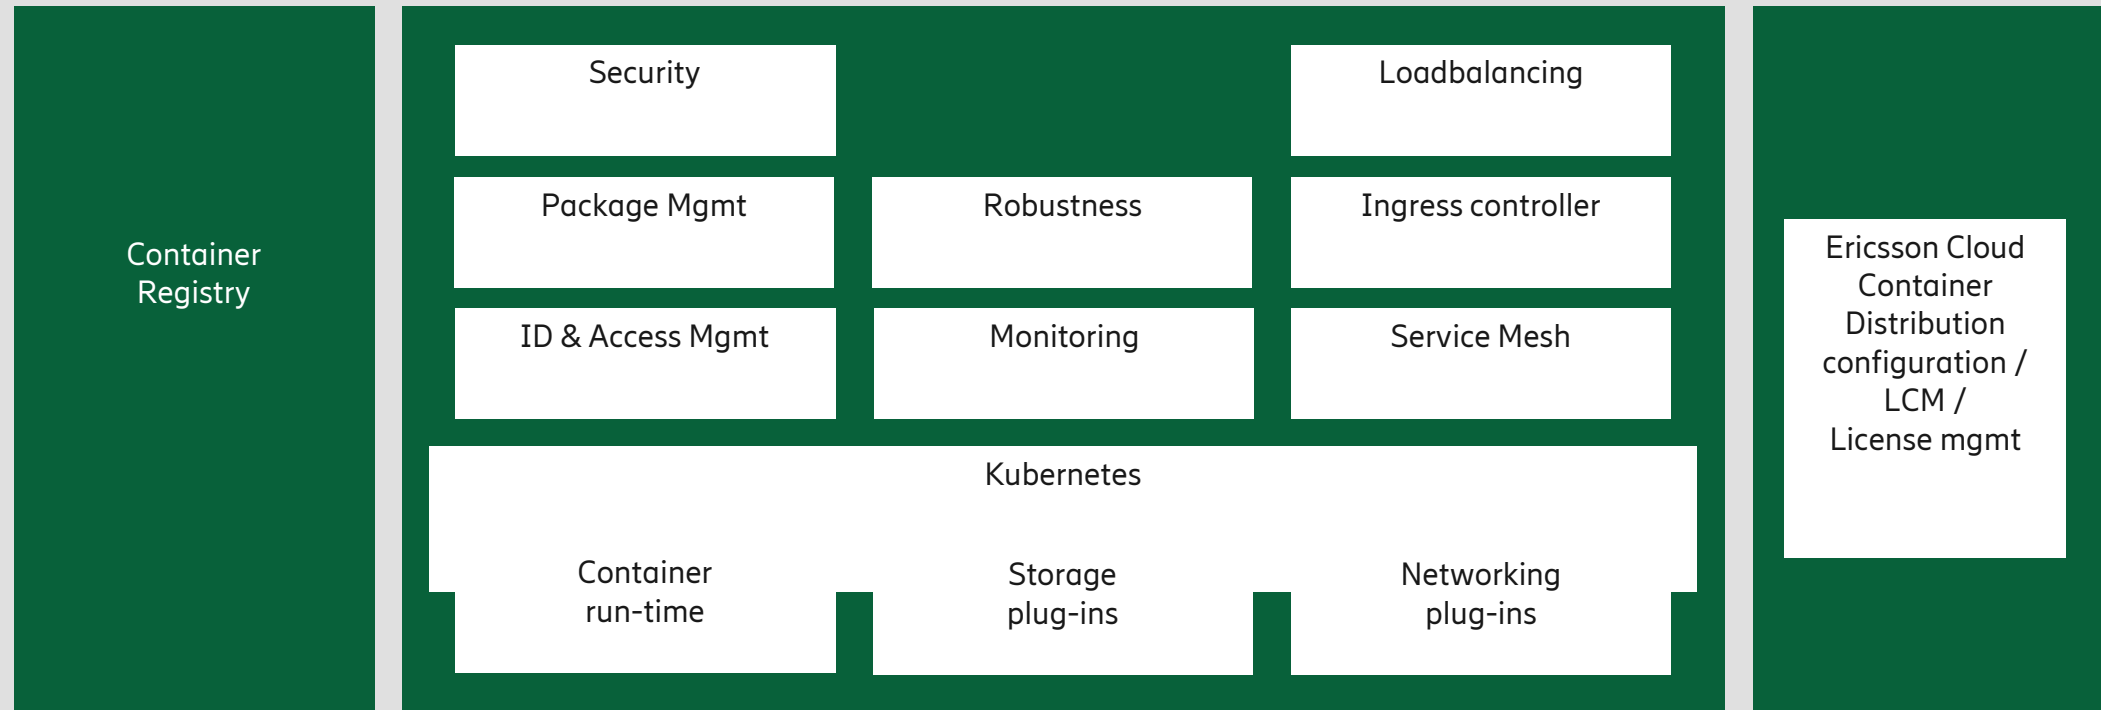 Container
Registry
Security
Loadbalancing
Package Mgmt
Robustness
Ingress controller
ID & Access Mgmt
Monitoring
Service Mesh
Kubernetes
Container
run-time
Storage
plug-ins
Networking
plug-ins
Ericsson Cloud
Container
Distribution
configuration /
LCM /
License mgmt